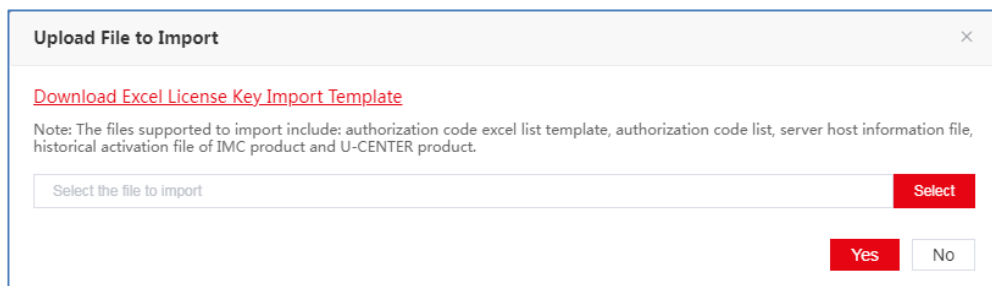 Upload File to Import
Download Excel License Key Import Template
Note: The files supported to import include: authorization code excel list template, authorization code list, server host information file,
historical activation file of IMC product and U-CENTER product.
Select the file to import
Select
Yes
No